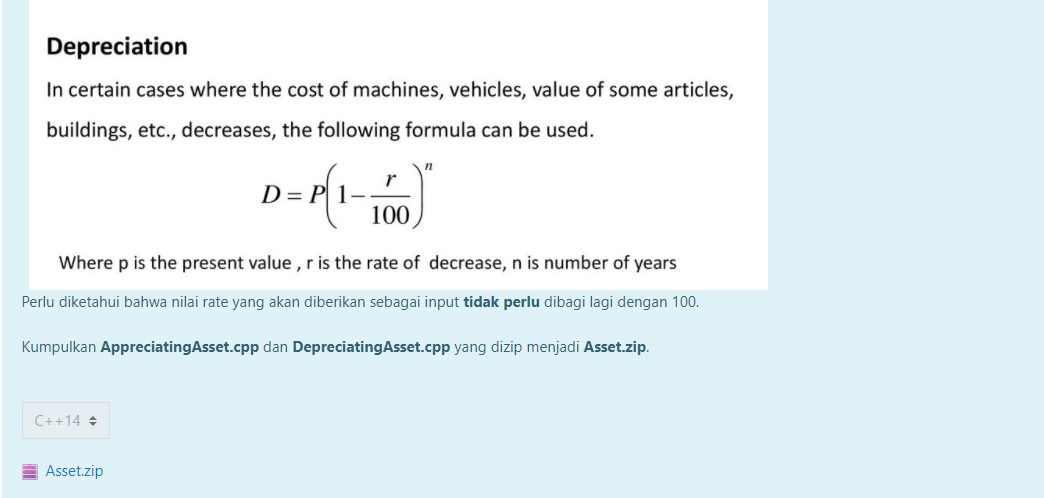 Depreciation
In certain cases where the cost of machines, vehicles, value of some articles,
buildings, etc., decreases, the following formula can be used.
D = P(1 - r/100)^n
Where p is the present value , r is the rate of decrease, n is number of years
Perlu diketahui bahwa nilai rate yang akan diberikan sebagai input tidak perlu dibagi lagi dengan 100.
Kumpulkan AppreciatingAsset.cpp dan DepreciatingAsset.cpp yang dizip menjadi Asset.zip.
C++14
Asset.zip